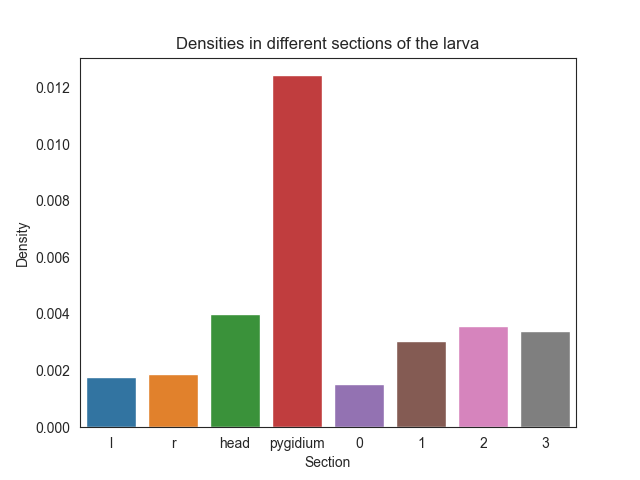 Densities in different sections of the larva
0.012
0.010
0.008
0.006
0.004
0.002
0.000
Density
l r head pygidium 0 1 2 3
Section